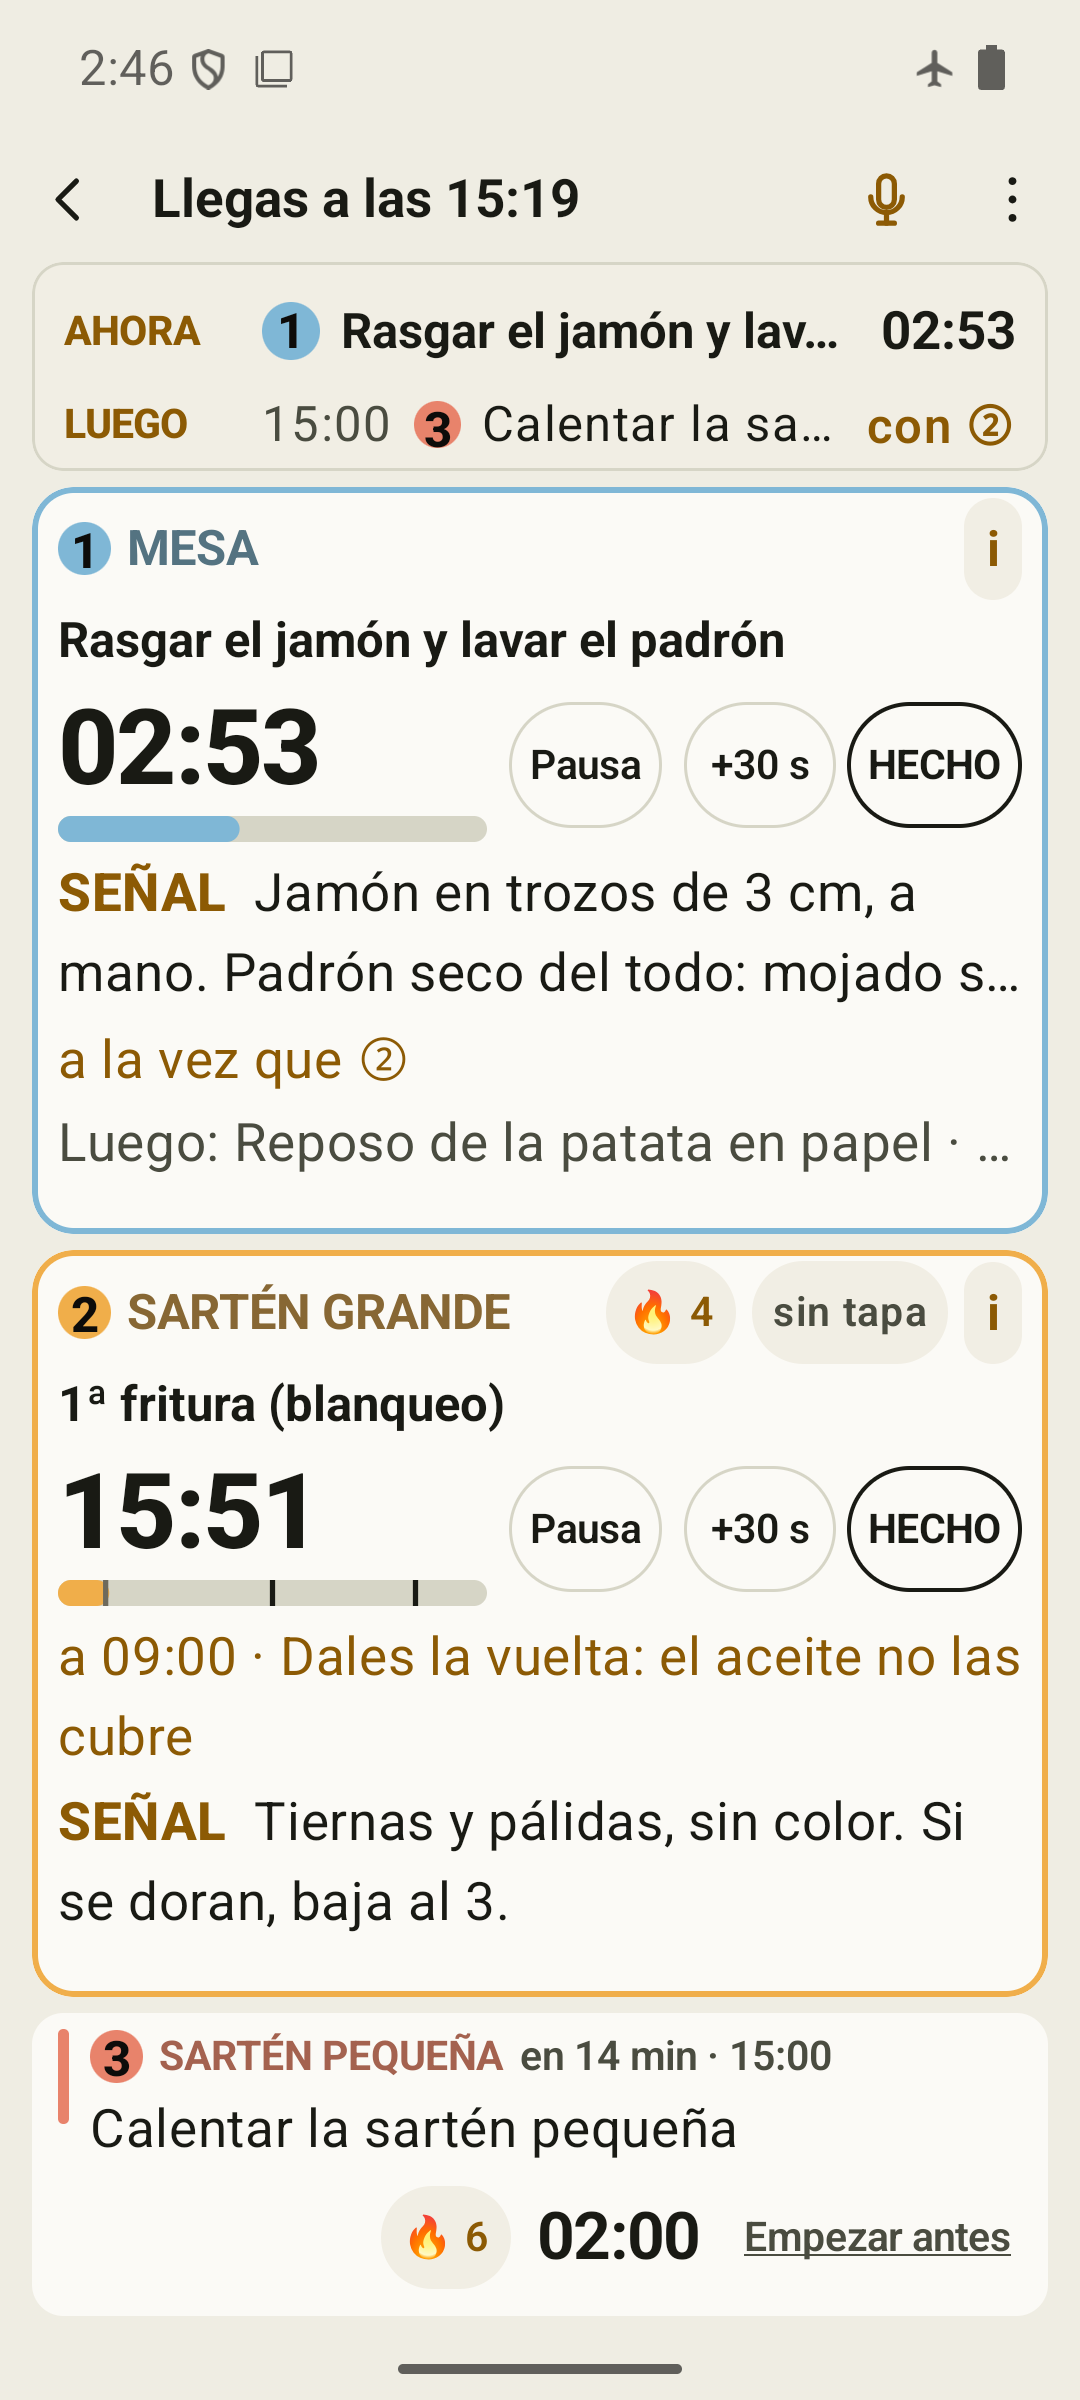 2:46
Llegas a las 15:19
AHORA 1 Rasgar el jamón y lav... 02:53
LUEGO 15:00 3 Calentar la sa... con ②
1 MESA i
Rasgar el jamón y lavar el padrón
02:53 Pausa +30 s HECHO
SEÑAL Jamón en trozos de 3 cm, a
mano. Padrón seco del todo: mojado s...
a la vez que ②
Luego: Reposo de la patata en papel · ...
2 SARTÉN GRANDE 🔥 4 sin tapa i
1ª fritura (blanqueo)
15:51 Pausa +30 s HECHO
a 09:00 · Dales la vuelta: el aceite no las
cubre
SEÑAL Tiernas y pálidas, sin color. Si
se doran, baja al 3.
3 SARTÉN PEQUEÑA en 14 min · 15:00
Calentar la sartén pequeña
🔥 6 02:00 Empezar antes